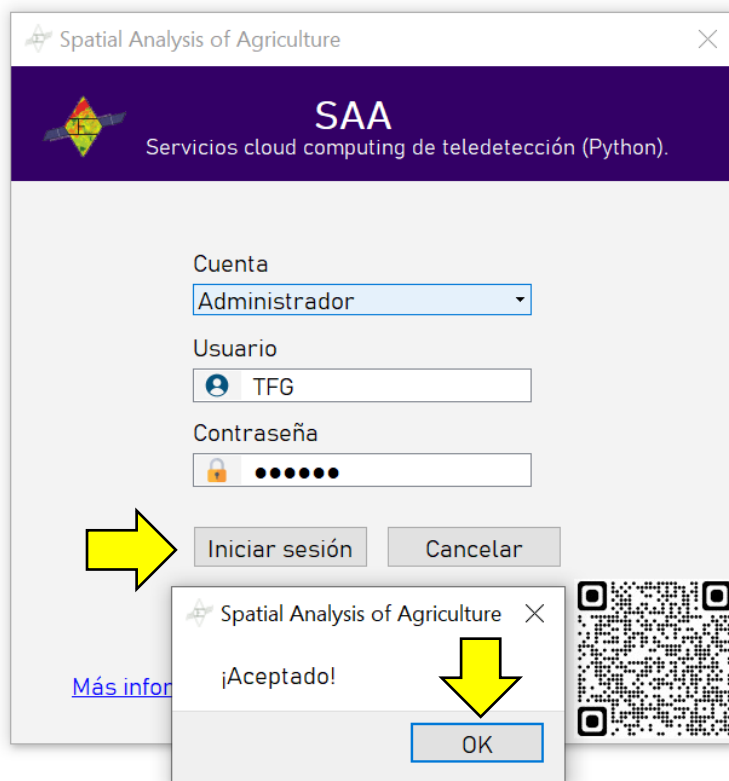 Spatial Analysis of Agriculture
SAA
Servicios cloud computing de teledetección (Python).
Cuenta
Administrador
Usuario
TFG
Contraseña
●●●●●●
Iniciar sesión Cancelar
Spatial Analysis of Agriculture
¡Aceptado!
Más
OK